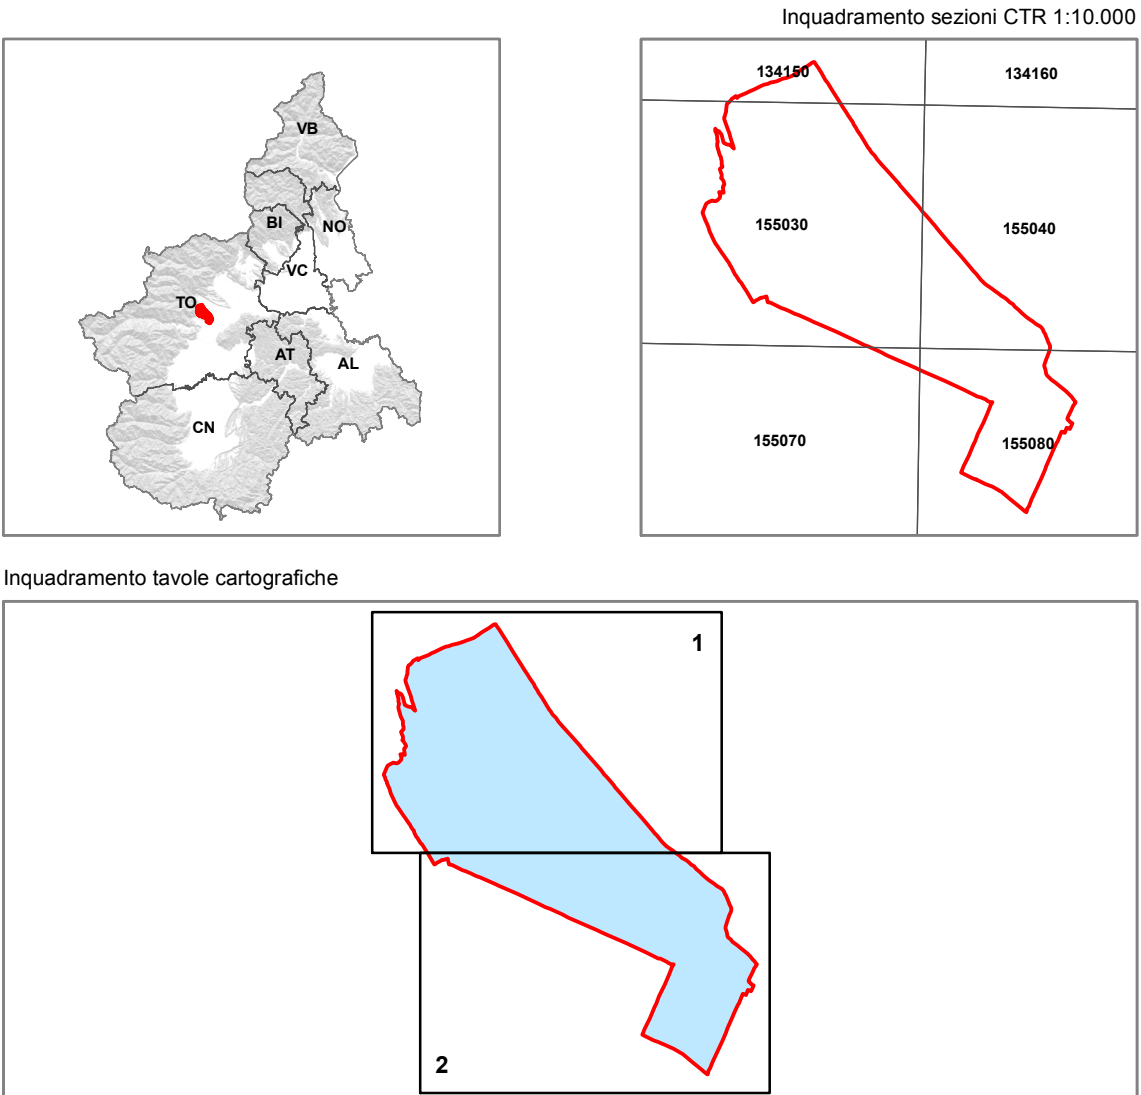 Inquadramento sezioni CTR 1:10.000
VB
BI
NO
VC
TO
AT
AL
CN
134150
134160
155030
155040
155070
155080
Inquadramento tavole cartografiche
1
2